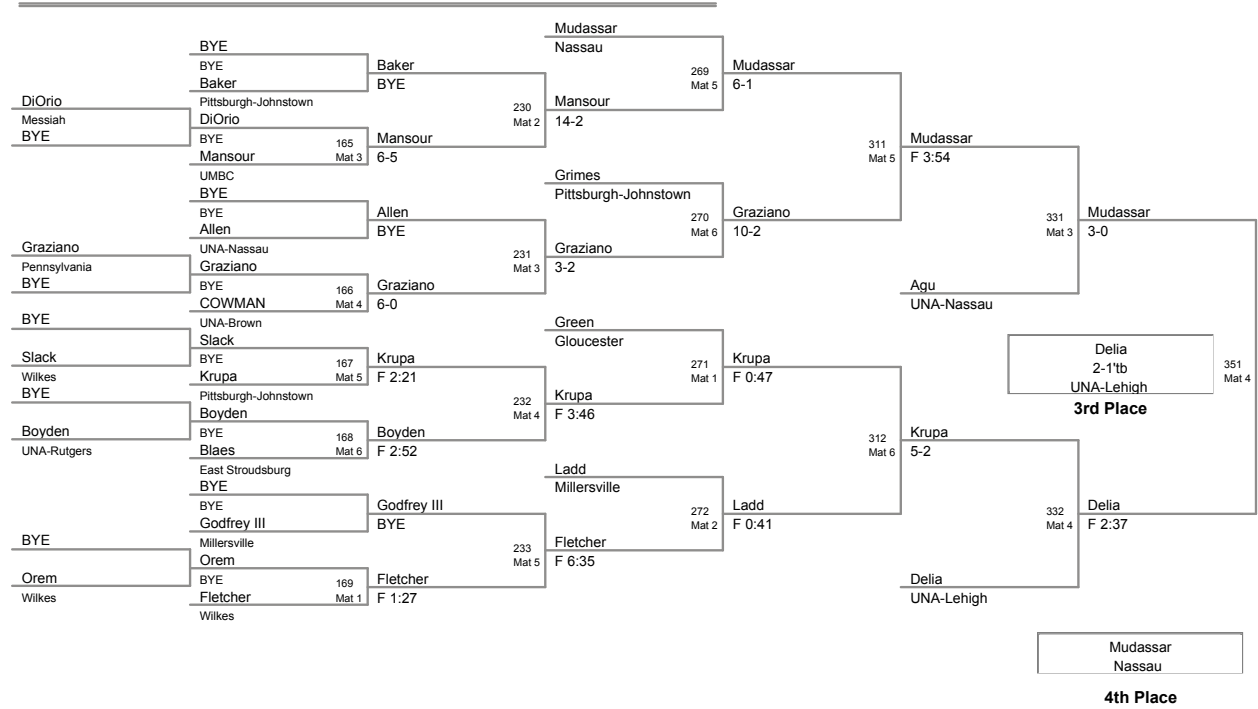 DiOrio
Messiah
BYE
Graziano
Pennsylvania
BYE
BYE
Slack
Wilkes
BYE
Boyden
UNA-Rutgers
BYE
Orem
Wilkes
BYE
BYE
Baker
Pittsburgh-Johnstown
DiOrio
BYE
165
Mansour
Mat 3
UMBC
BYE
BYE
Allen
UNA-Nassau
Graziano
BYE
166
COWMAN
Mat 4
UNA-Brown
Slack
BYE
167
Krupa
Mat 5
Pittsburgh-Johnstown
Boyden
BYE
168
Blaes
Mat 6
East Stroudsburg
BYE
BYE
Godfrey III
Millersville
Orem
BYE
169
Fletcher
Mat 1
Wilkes
Baker
BYE
230
Mat 2
Mansour
6-5
Allen
BYE
231
Mat 3
Graziano
6-0
Krupa
F 2:21
232
Mat 4
Boyden
F 2:52
Godfrey III
BYE
233
Mat 5
Fletcher
F 1:27
Mudassar
Nassau
269
Mat 5
Mansour
14-2
Grimes
Pittsburgh-Johnstown
270
Mat 6
Graziano
3-2
Green
Gloucester
271
Mat 1
Krupa
F 3:46
Ladd
Millersville
272
Mat 2
Fletcher
F 6:35
Mudassar
6-1
311
Mat 5
Graziano
10-2
Krupa
F 0:47
312
Mat 6
Ladd
F 0:41
Mudassar
F 3:54
331
Mat 3
Agu
UNA-Nassau
Krupa
5-2
332
Mat 4
Delia
UNA-Lehigh
Mudassar
3-0
Delia
2-1'tb
UNA-Lehigh
3rd Place
351
Mat 4
Delia
F 2:37
Mudassar
Nassau
4th Place